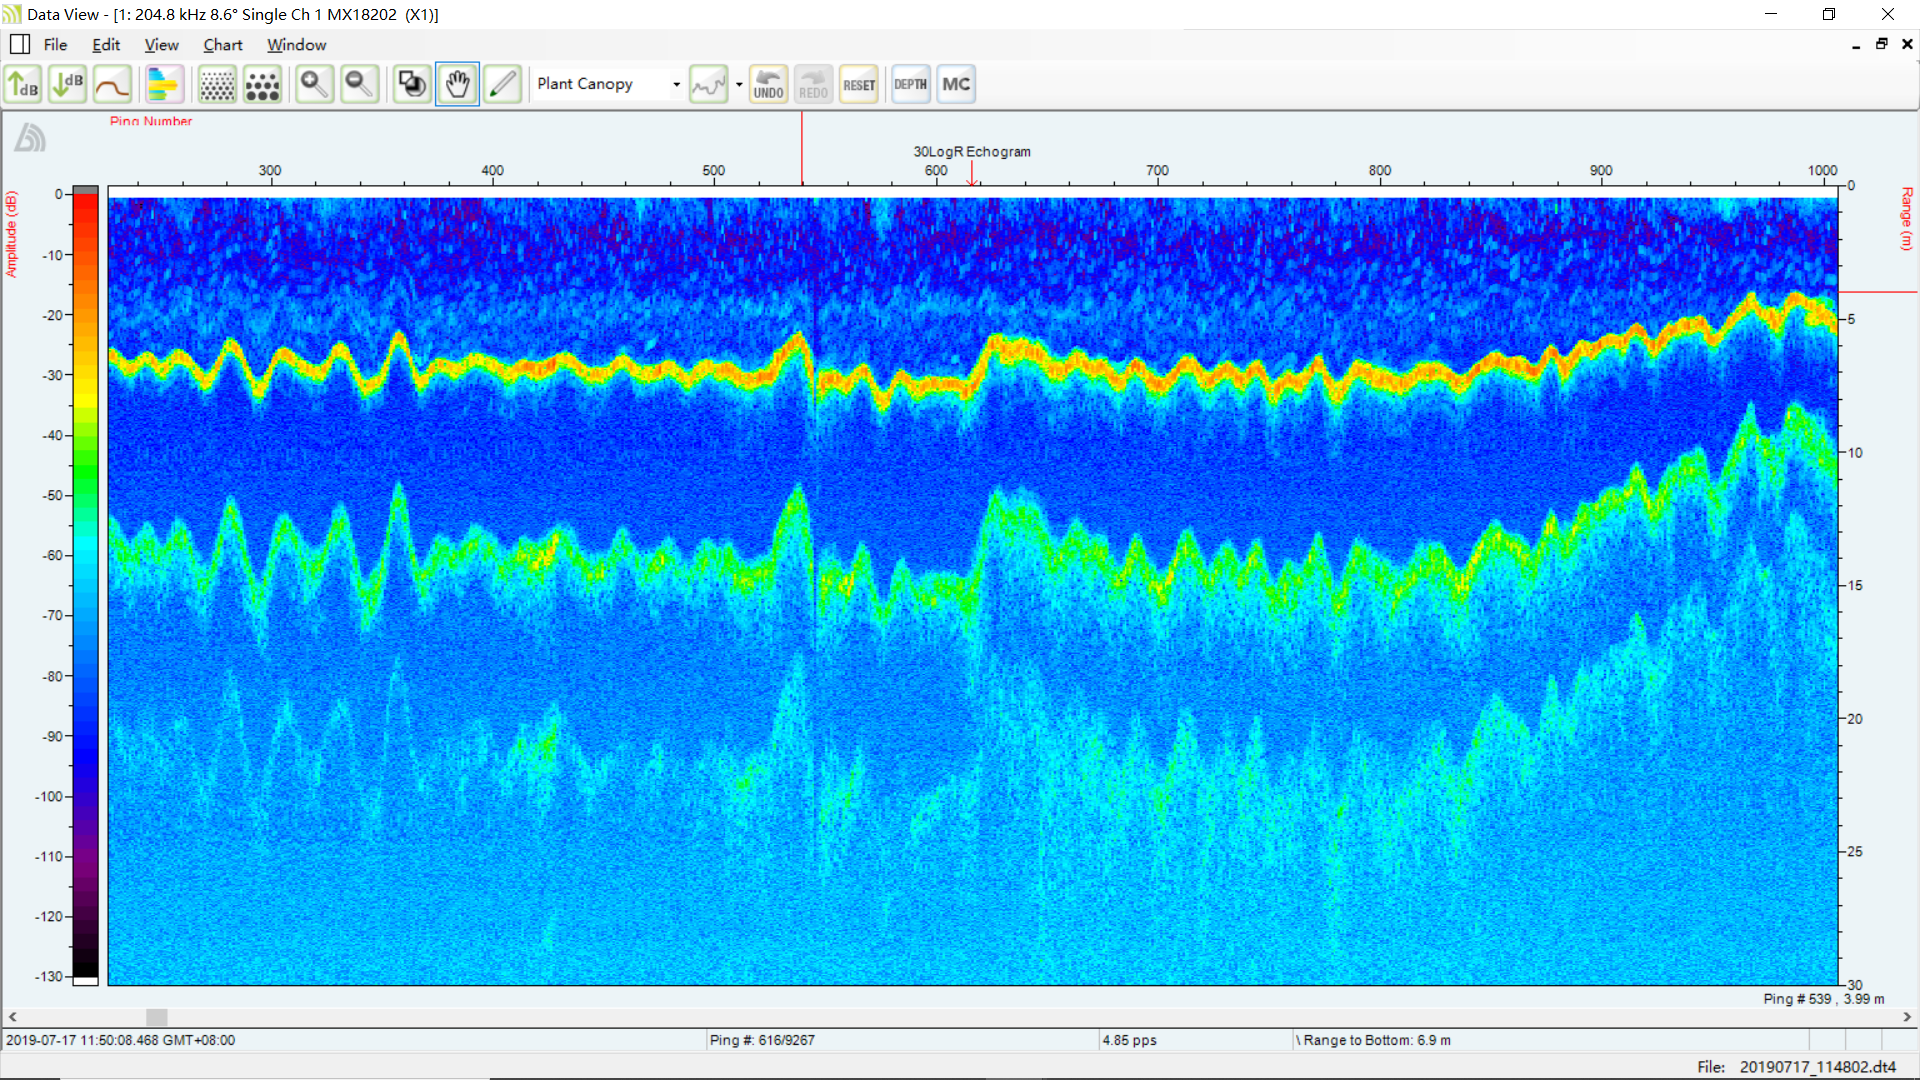 Data View - [1: 204.8 kHz 8.6° Single Ch 1 MX18202 (X1)]
File Edit View Chart Window
dB dB Plant Canopy UNDO REDO RESET DEPTH MC
Ping Number
30LogR Echogram
300 400 500 600 700 800 900 1000
Amplitude (dB)
0
-10
-20
-30
-40
-50
-60
-70
-80
-90
-100
-110
-120
-130
Range (m)
0
5
10
15
20
25
30
Ping # 539 , 3.99 m
2019-07-17 11:50:08.468 GMT+08:00 Ping #: 616/9267 4.85 pps \ Range to Bottom: 6.9 m
File: 20190717_114802.dt4